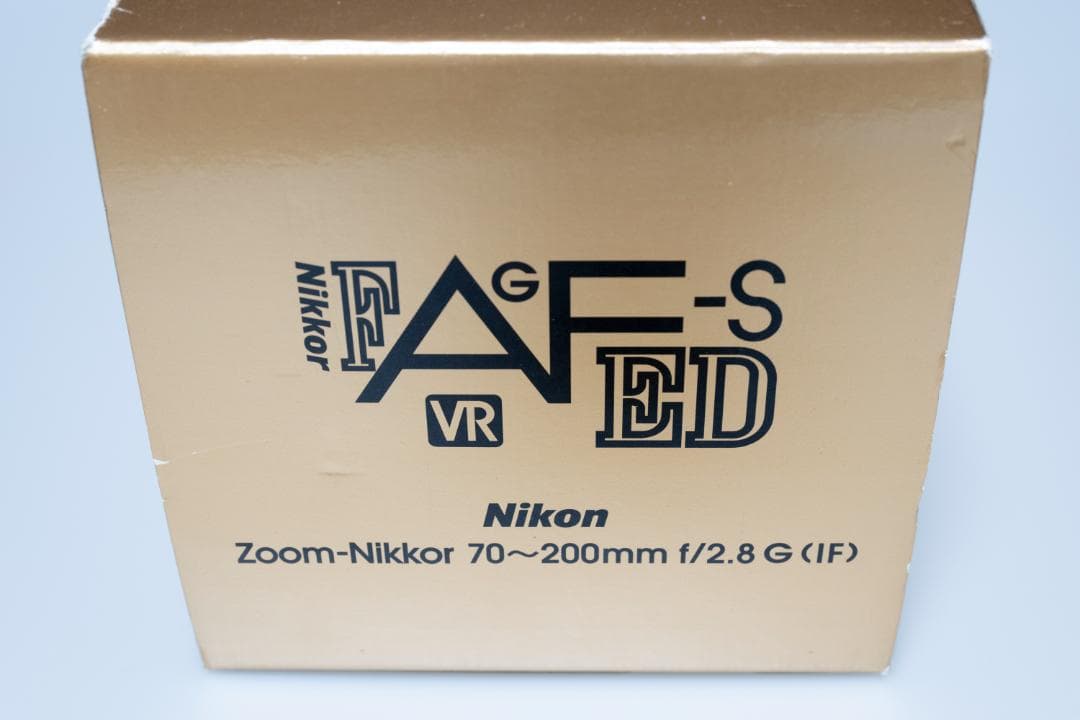 Nikkor F AF G -S
VR ED
Nikon
Zoom-Nikkor 70～200mm f/2.8 G (IF)